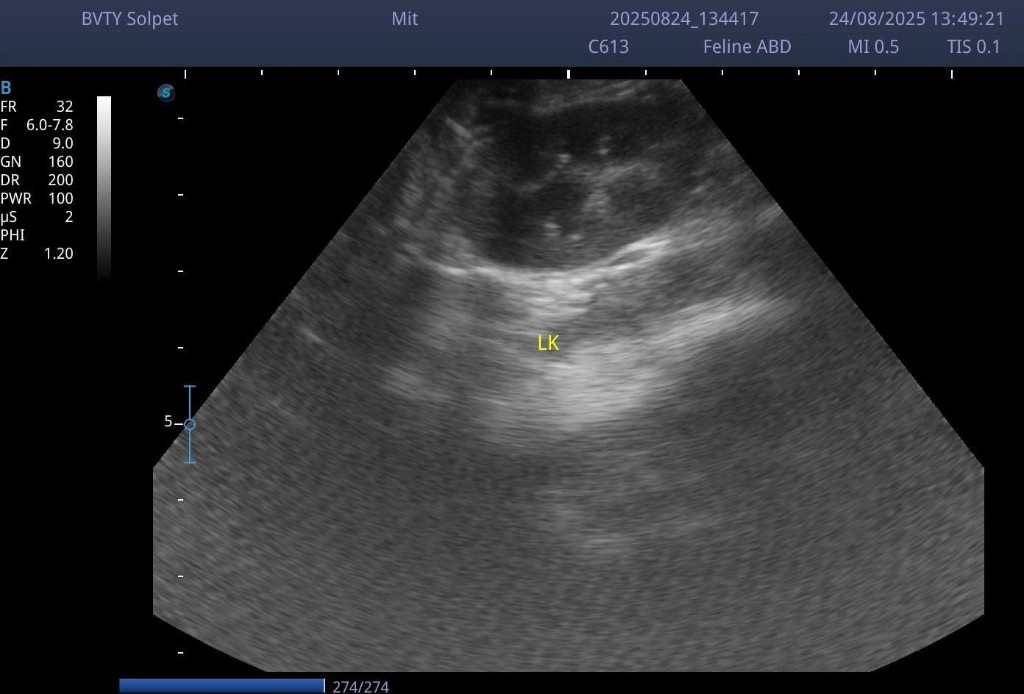 BVTY Solpet Mit 20250824_134417 24/08/2025 13:49:21
C613 Feline ABD MI 0.5 TIS 0.1
B
FR 32
F 6.0-7.8
D 9.0
GN 160
DR 200
PWR 100
µS 2
PHI
Z 1.20
S
LK
5
274/274